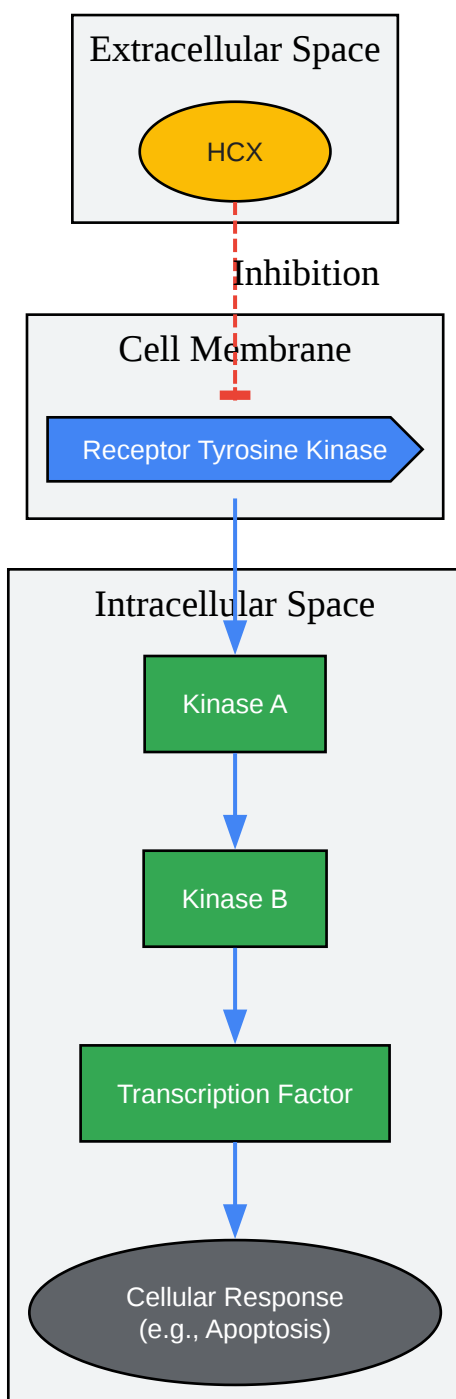 Extracellular Space
HCX
Inhibition
Cell Membrane
Receptor Tyrosine Kinase
Intracellular Space
Kinase A
Kinase B
Transcription Factor
Cellular Response
(e.g., Apoptosis)